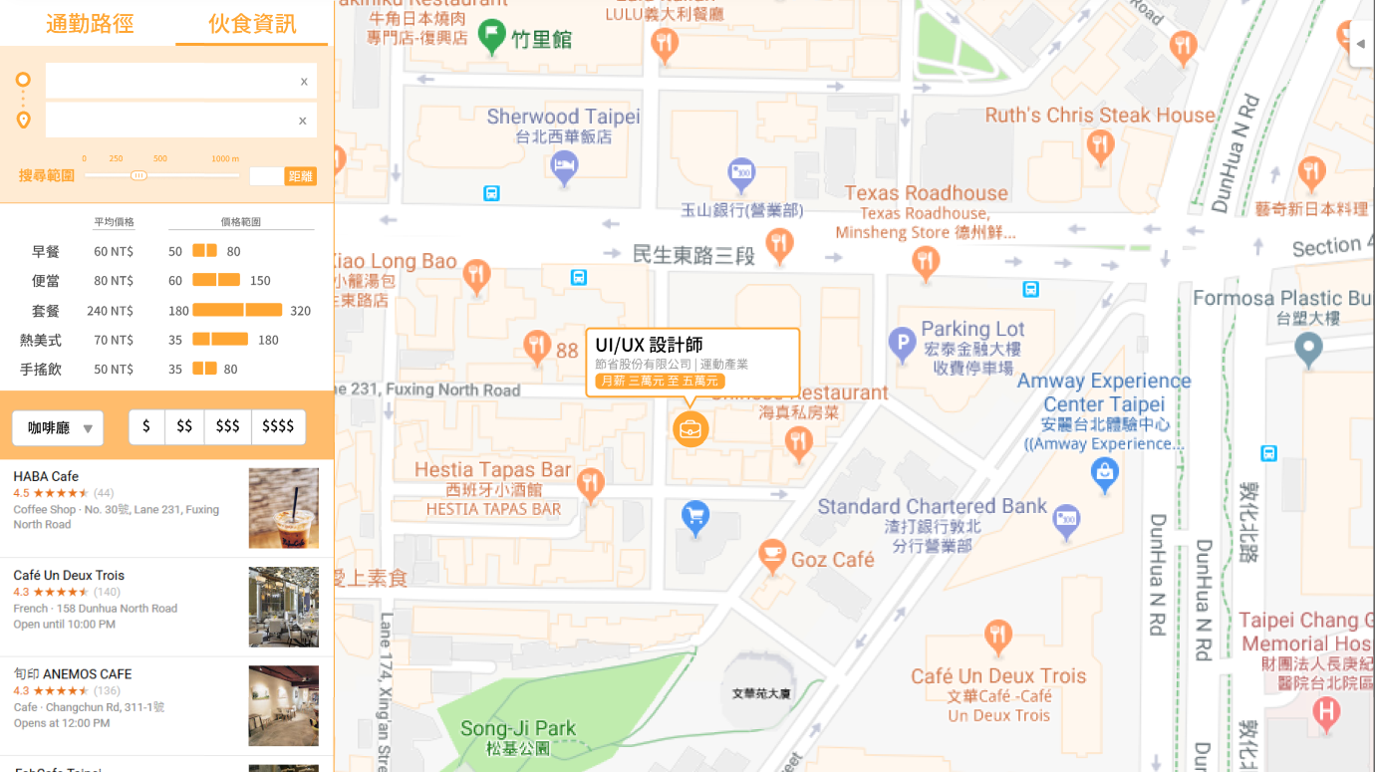 通勤路徑
伙食資訊
x
x
0 250 500 1000 m
搜尋範圍
距離
平均價格 價格範圍
早餐 60 NT$ 50 80
便當 80 NT$ 60 150
套餐 240 NT$ 180 320
熱美式 70 NT$ 35 180
手搖飲 50 NT$ 35 80
咖啡廳 ▼
$ $$ $$$ $$$$
HABA Cafe
4.5 ★★★★ (44)
Coffee Shop · No. 30號, Lane 231, Fuxing
North Road
Café Un Deux Trois
4.3 ★★★★ (140)
French · 158 Dunhua North Road
Open until 10:00 PM
旬印 ANEMOS CAFE
4.3 ★★★★ (136)
Cafe · Changchun Rd, 311-1號
Opens at 12:00 PM
Restaurant
牛角日本燒肉
專門店-復興店
竹里館
LULU義大利餐廳
Road
Sherwood Taipei
台北西華飯店
玉山銀行(營業部)
Ruth's Chris Steak House
DunHua N Rd
藝奇新日本料理
Texas Roadhouse
Texas Roadhouse,
Minsheng Store 德州鮮...
民生東路三段
Section 4
Xiao Long Bao
小籠湯包
東路店
88
UI/UX 設計師
節省股份有限公司 | 運動產業
月薪 三萬元 至 五萬元
Restaurant
海真私房菜
231, Fuxing North Road
P
Parking Lot
宏泰金融大樓
收費停車場
Formosa Plastic Bu
台塑大樓
Amway Experience
Center Taipei
安麗台北體驗中心
((Amway Experience...
Hestia Tapas Bar
西班牙小酒館
HESTIA TAPAS BAR
Standard Chartered Bank
渣打銀行敦北
分行營業部
Goz Café
愛上素食
Lane 174, Xing'an Stre
DunHua N Rd
DunHua N Rd
敦化北路
Taipei Chang G
Memorial Hos
財團法人長庚紀
醫院台北院區
H
Café Un Deux Trois
文華Café -Café
Un Deux Trois
文華苑大廈
Song-Ji Park
松基公園
敦化北